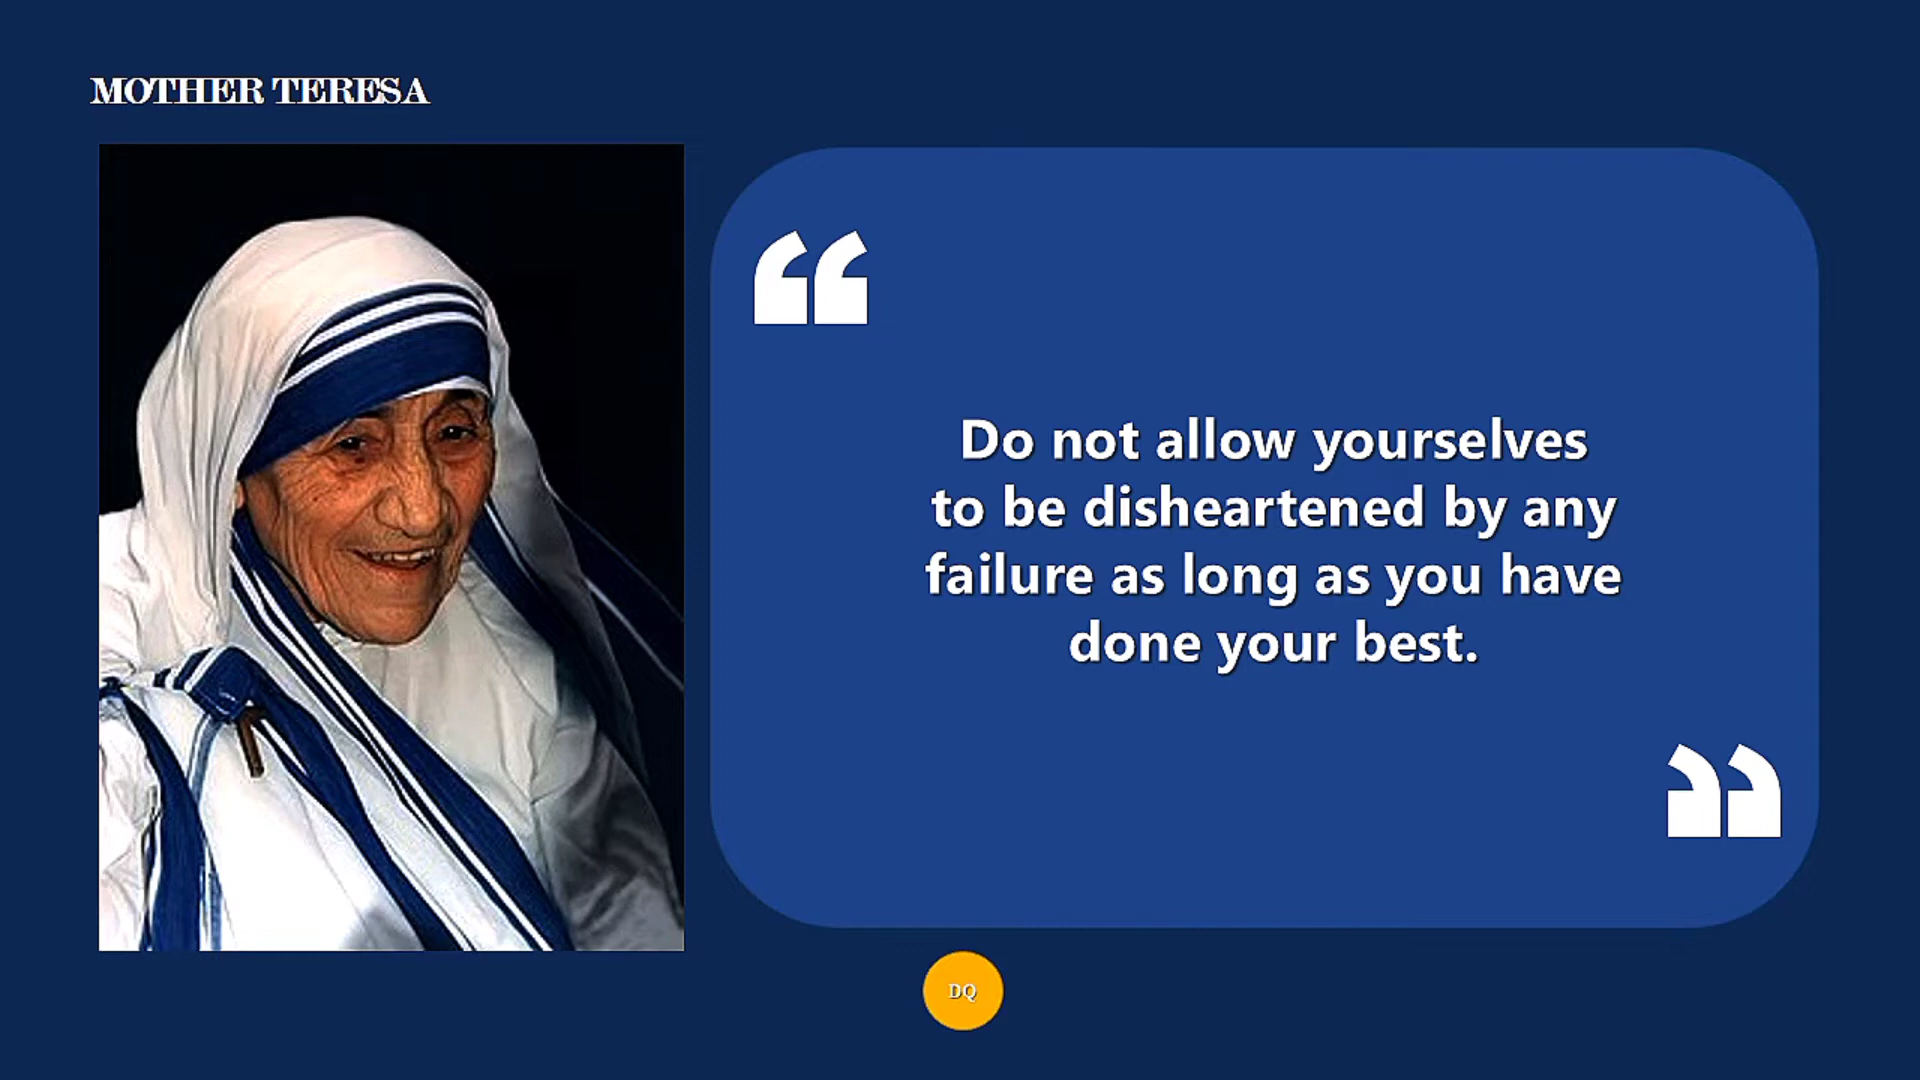 MOTHER TERESA
“
Do not allow yourselves
to be disheartened by any
failure as long as you have
done your best.
”
DQ